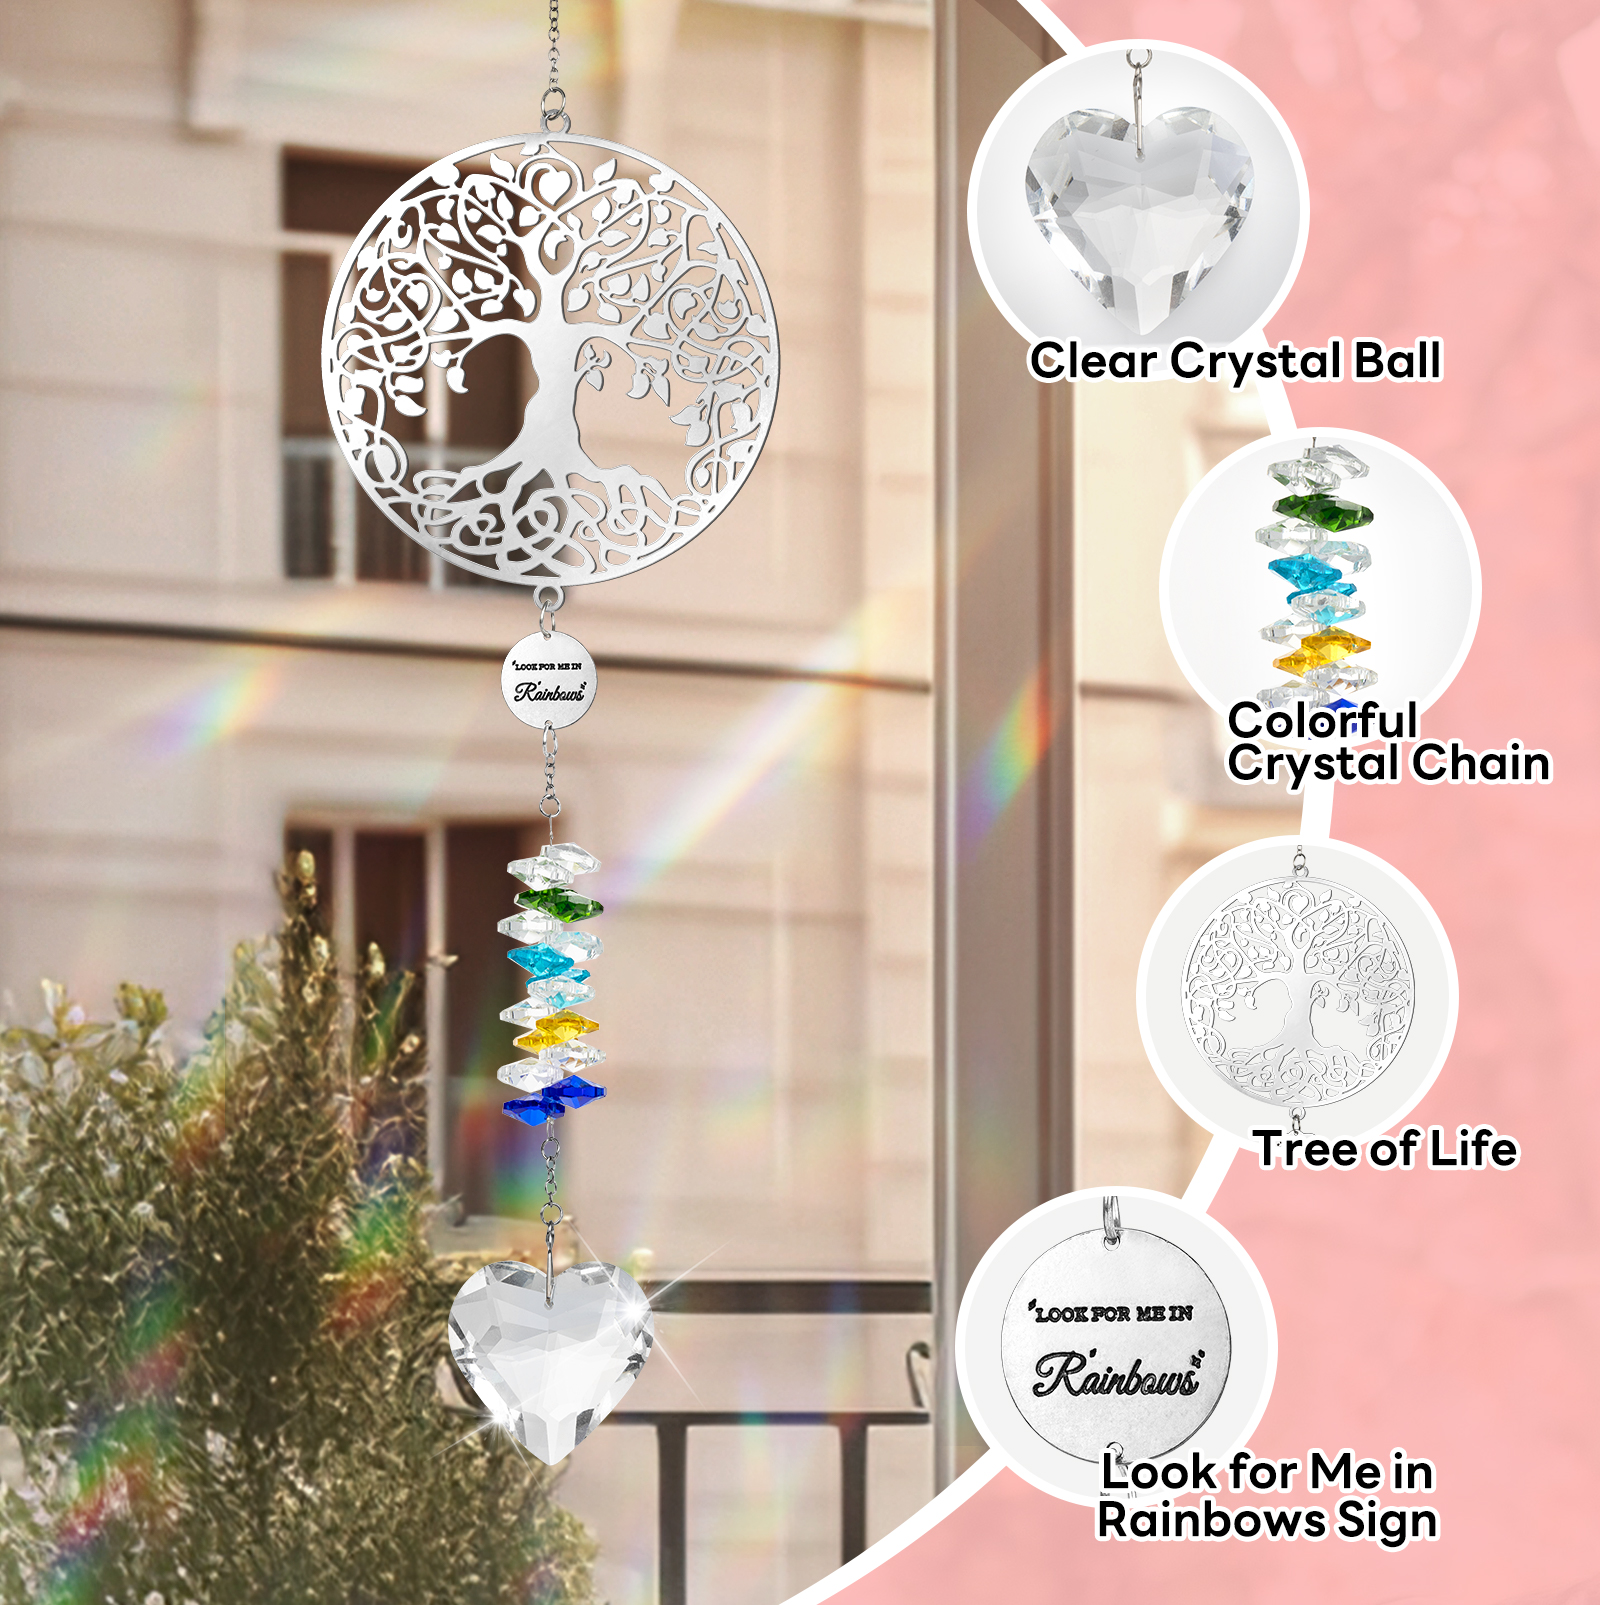 "LOOK FOR ME IN
Rainbows"
Clear Crystal Ball
Colorful
Crystal Chain
Tree of Life
"LOOK FOR ME IN
Rainbows"
Look for Me in
Rainbows Sign